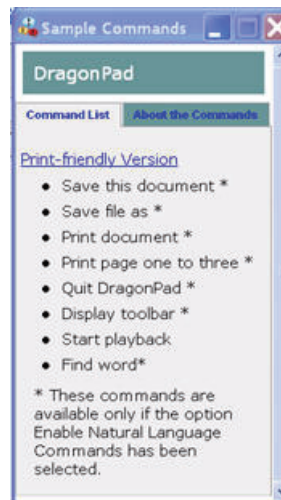 Sample Commands
DragonPad
Command List About the Commands
Print-friendly Version
• Save this document *
• Save file as *
• Print document *
• Print page one to three *
• Quit DragonPad *
• Display toolbar *
• Start playback
• Find word*
* These commands are
available only if the option
Enable Natural Language
Commands has been
selected.